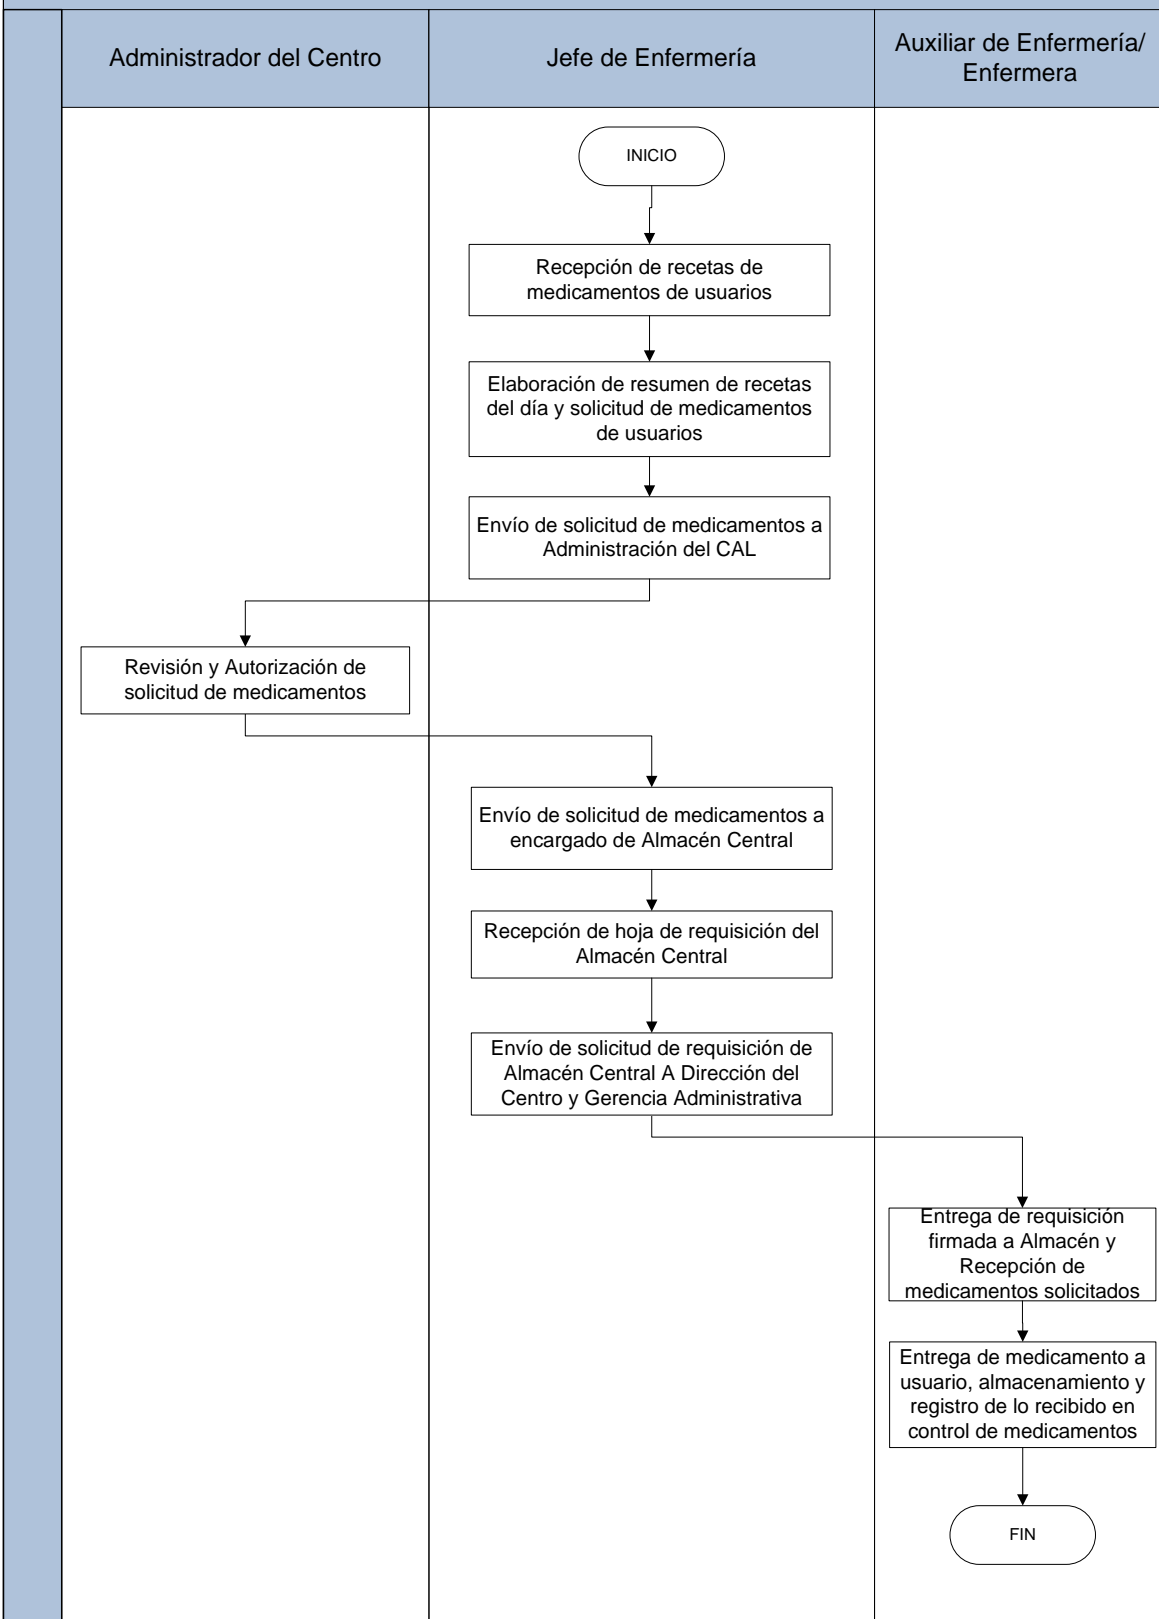 Administrador del Centro
Jefe de Enfermería
Auxiliar de Enfermería/
Enfermera
INICIO
Recepción de recetas de
medicamentos de usuarios
Elaboración de resumen de recetas
del día y solicitud de medicamentos
de usuarios
Envío de solicitud de medicamentos a
Administración del CAL
Revisión y Autorización de
solicitud de medicamentos
Envío de solicitud de medicamentos a
encargado de Almacén Central
Recepción de hoja de requisición del
Almacén Central
Envío de solicitud de requisición de
Almacén Central A Dirección del
Centro y Gerencia Administrativa
Entrega de requisición
firmada a Almacén y
Recepción de
medicamentos solicitados
Entrega de medicamento a
usuario, almacenamiento y
registro de lo recibido en
control de medicamentos
FIN